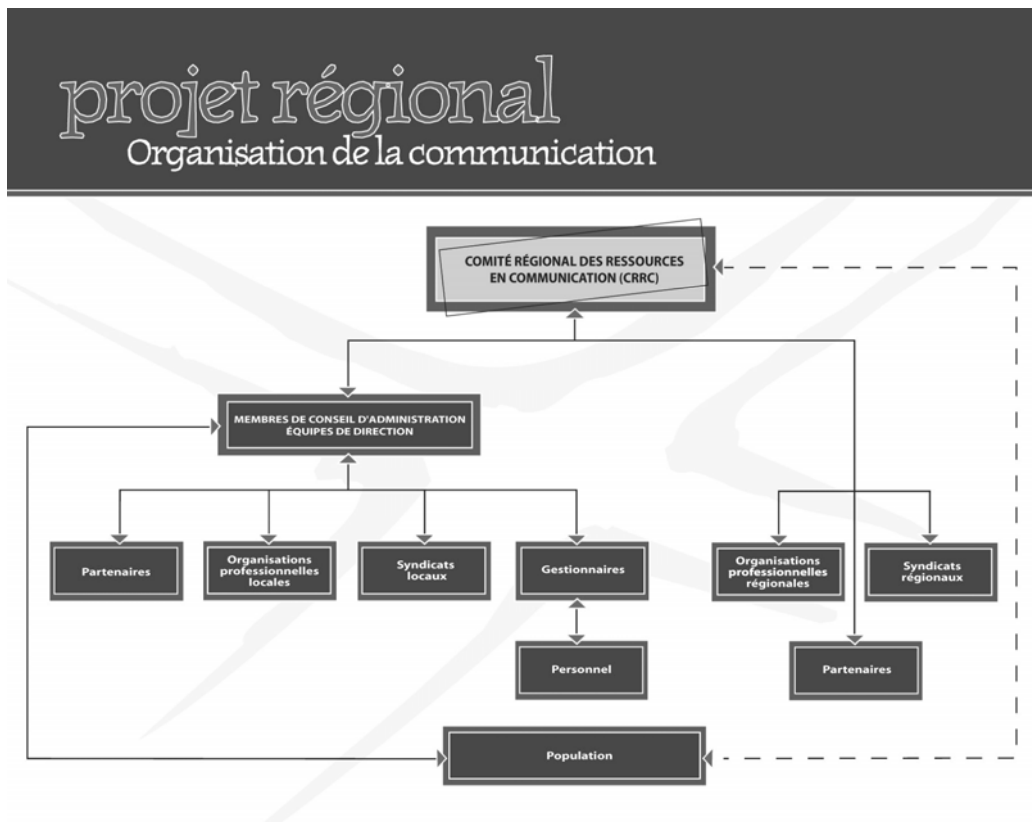 projet régional
Organisation de la communication
COMITÉ RÉGIONAL DES RESSOURCES
EN COMMUNICATION (CRRC)
MEMBRES DE CONSEIL D'ADMINISTRATION
ÉQUIPES DE DIRECTION
Partenaires
Organisations
professionnelles
locales
Syndicats
locaux
Gestionnaires
Organisations
professionnelles
régionales
Syndicats
régionaux
Personnel
Partenaires
Population